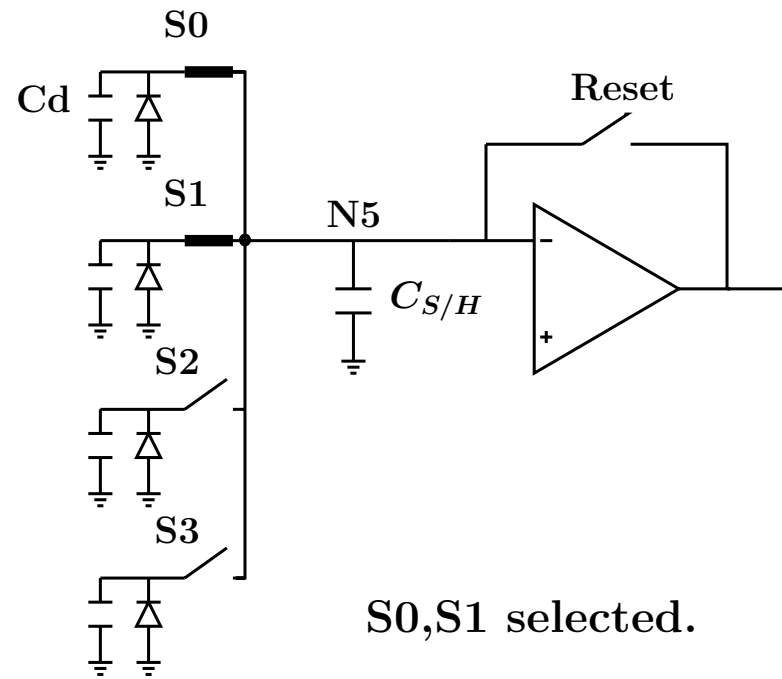 S0
Cd
Reset
S1
N5
C_{S/H}
−
+
S2
S3
S0,S1 selected.